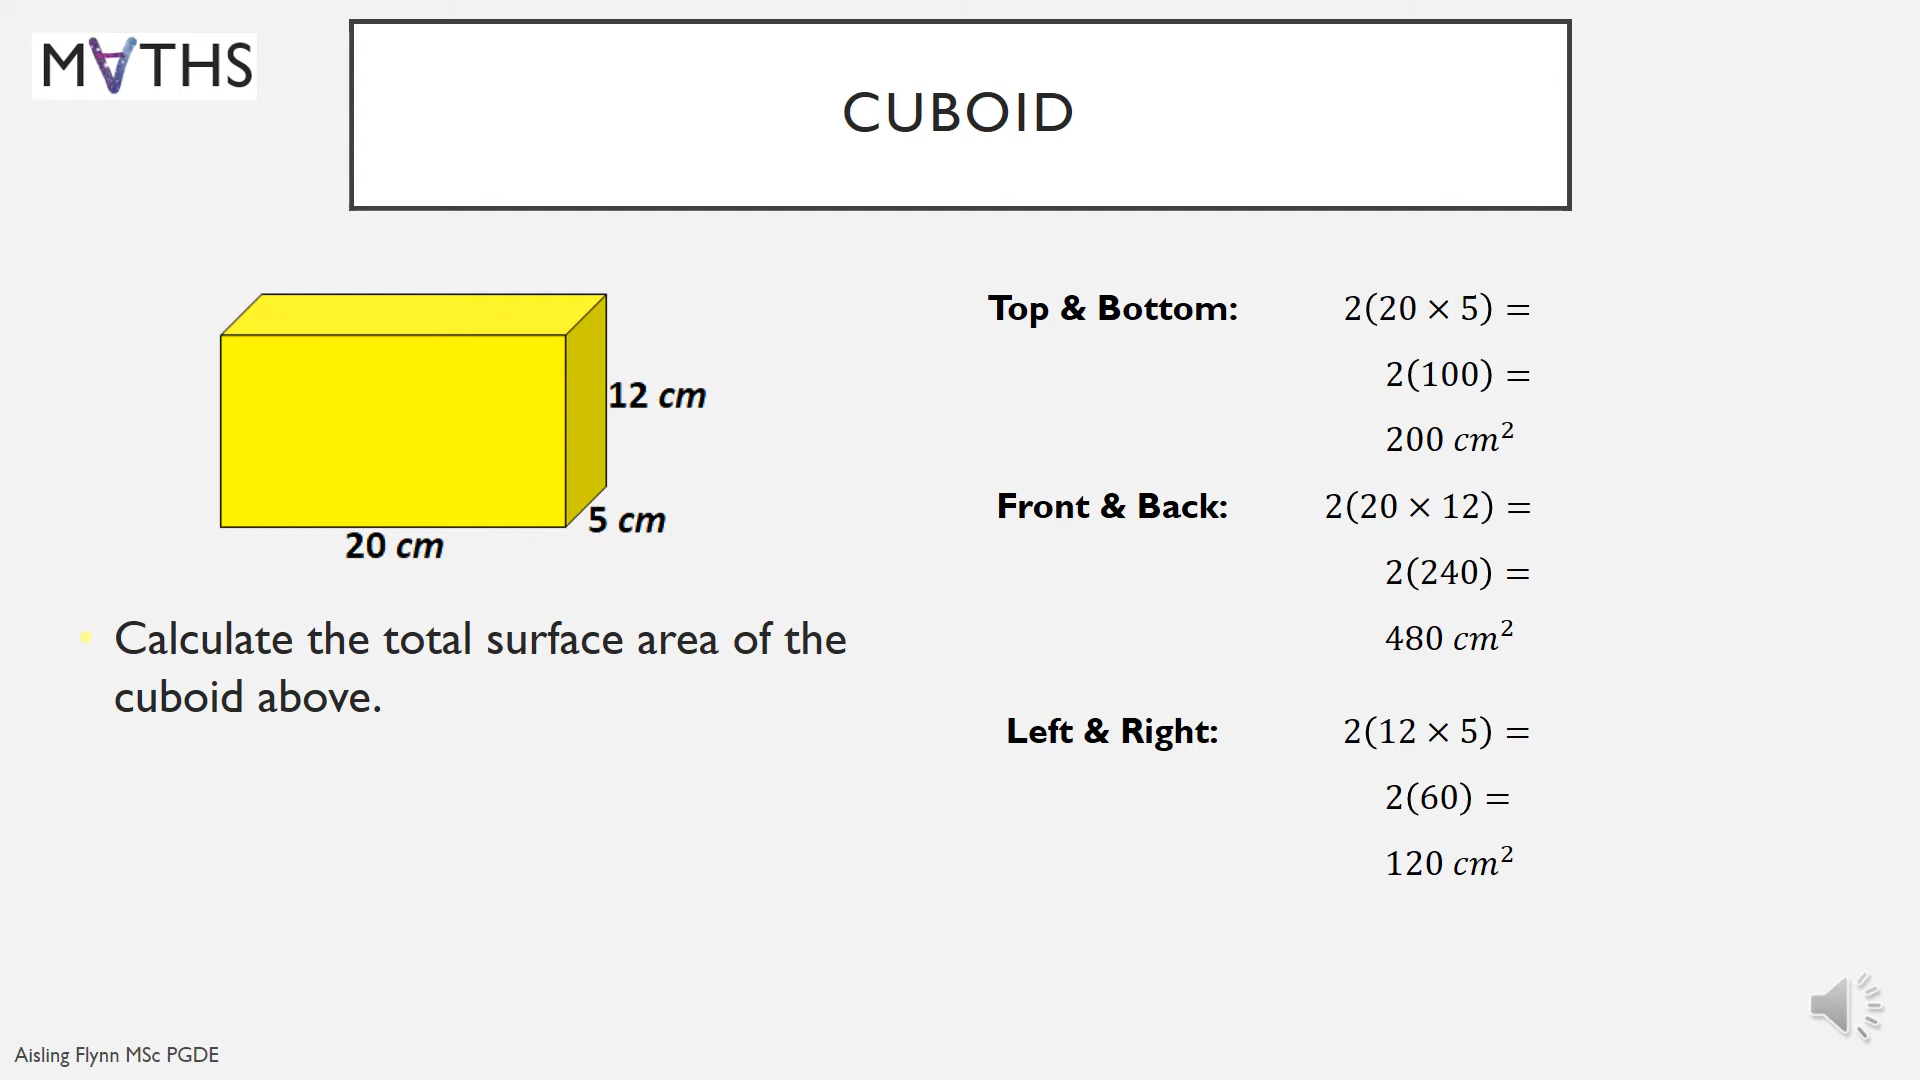 M∀THS
CUBOID
12 cm
5 cm
20 cm
• Calculate the total surface area of the
cuboid above.
Top & Bottom: 2(20 × 5) =
2(100) =
200 cm²
Front & Back: 2(20 × 12) =
2(240) =
480 cm²
Left & Right: 2(12 × 5) =
2(60) =
120 cm²
Aisling Flynn MSc PGDE